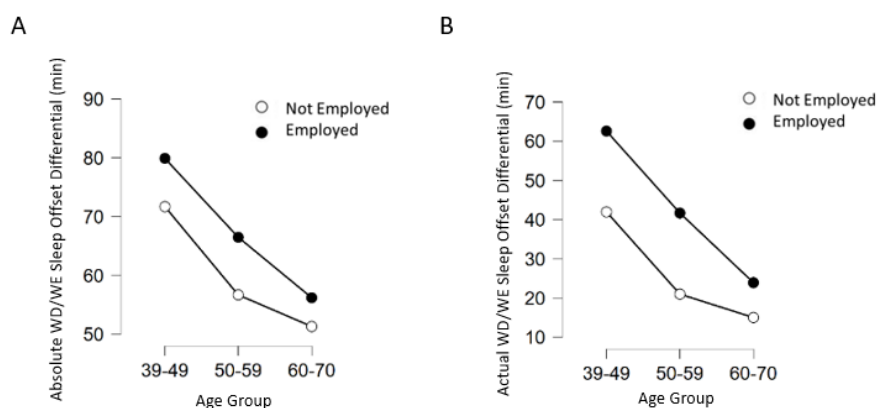 A
Absolute WD/WE Sleep Offset Differential (min)
90
80
70
60
50
Not Employed
Employed
39-49
50-59
60-70
Age Group
B
Actual WD/WE Sleep Offset Differential (min)
70
60
50
40
30
20
10
Not Employed
Employed
39-49
50-59
60-70
Age Group